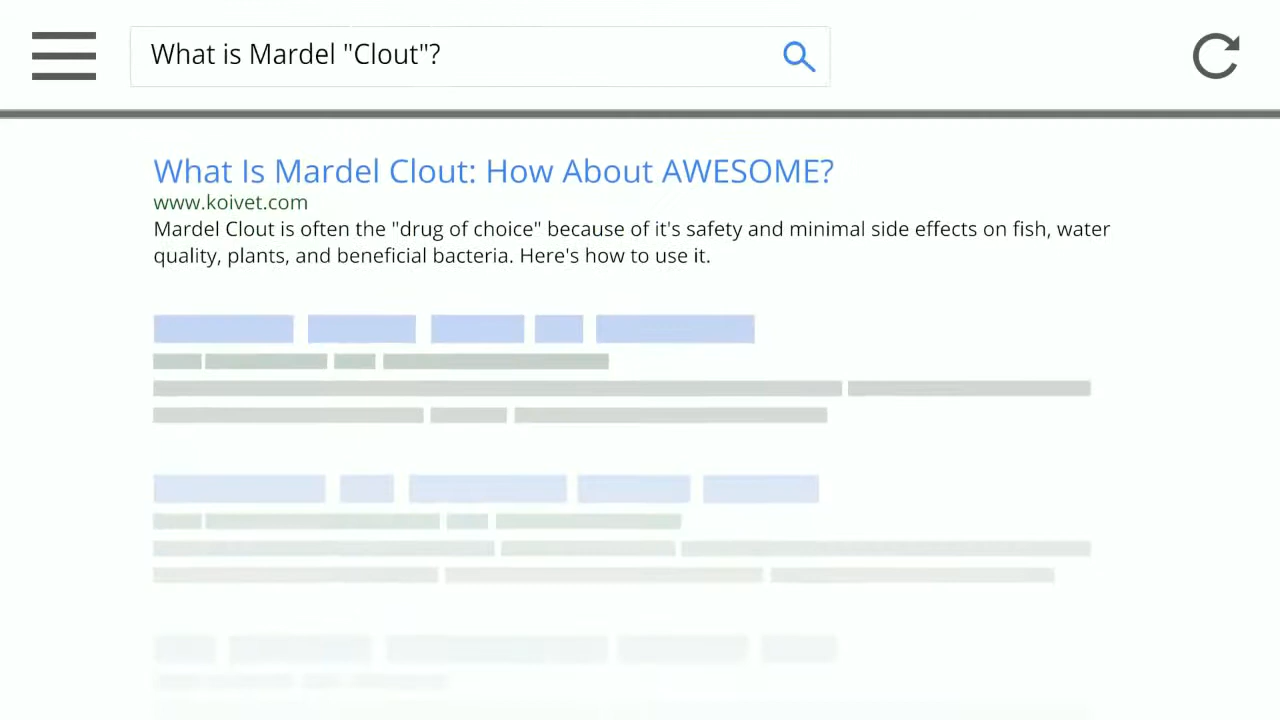 What is Mardel "Clout"?
What Is Mardel Clout: How About AWESOME?
www.koivet.com
Mardel Clout is often the "drug of choice" because of it's safety and minimal side effects on fish, water
quality, plants, and beneficial bacteria. Here's how to use it.